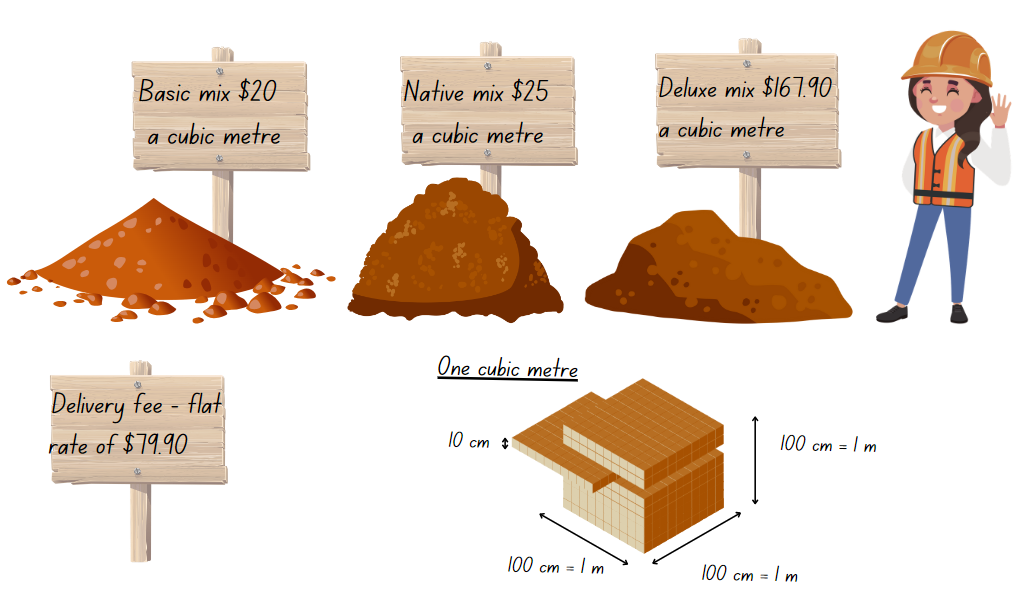 Basic mix $20
a cubic metre
Native mix $25
a cubic metre
Deluxe mix $167.90
a cubic metre
Delivery fee - flat
rate of $79.90
One cubic metre
10 cm
100 cm = 1 m
100 cm = 1 m
100 cm = 1 m